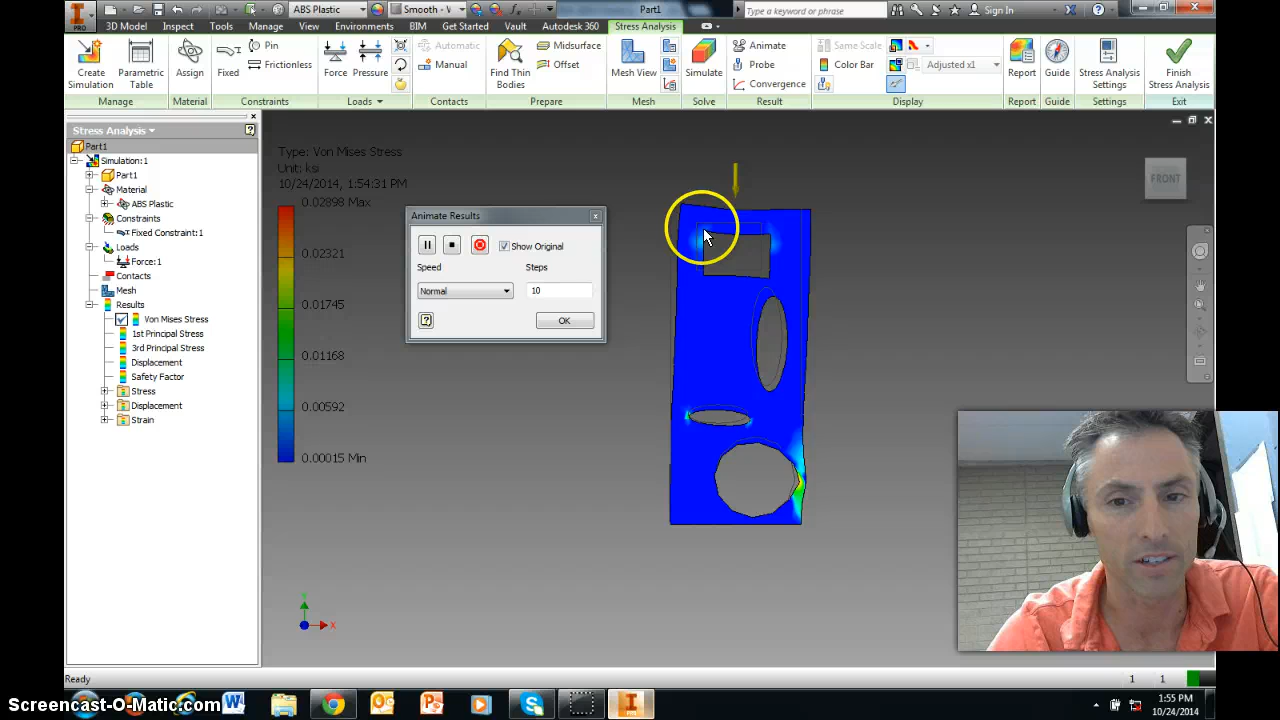 PRO
ABS Plastic
Smooth - V
Part1
Type a keyword or phrase
Sign In
3D Model
Inspect
Tools
Manage
View
Environments
BIM
Get Started
Vault
Autodesk 360
Stress Analysis
Create Simulation
Parametric Table
Assign
Fixed
Pin
Frictionless
Force
Pressure
Automatic
Manual
Find Thin Bodies
Midsurface
Offset
Mesh View
Simulate
Animate
Probe
Convergence
Same Scale
Color Bar
Adjusted x1
Report
Guide
Stress Analysis Settings
Finish Stress Analysis
Manage
Material
Constraints
Loads
Contacts
Prepare
Mesh
Solve
Result
Display
Report
Guide
Settings
Exit
Stress Analysis
Part1
Simulation:1
Part1
Material
ABS Plastic
Constraints
Fixed Constraint:1
Loads
Force:1
Contacts
Mesh
Results
Von Mises Stress
1st Principal Stress
3rd Principal Stress
Displacement
Safety Factor
Stress
Displacement
Strain
Type: Von Mises Stress
Unit: ksi
10/24/2014, 1:54:31 PM
0.02898 Max
0.02321
0.01745
0.01168
0.00592
0.00015 Min
Animate Results
Show Original
Speed
Steps
Normal
10
OK
FRONT
Y
X
Ready
1
1
Screencast-O-Matic.com
1:55 PM
10/24/2014